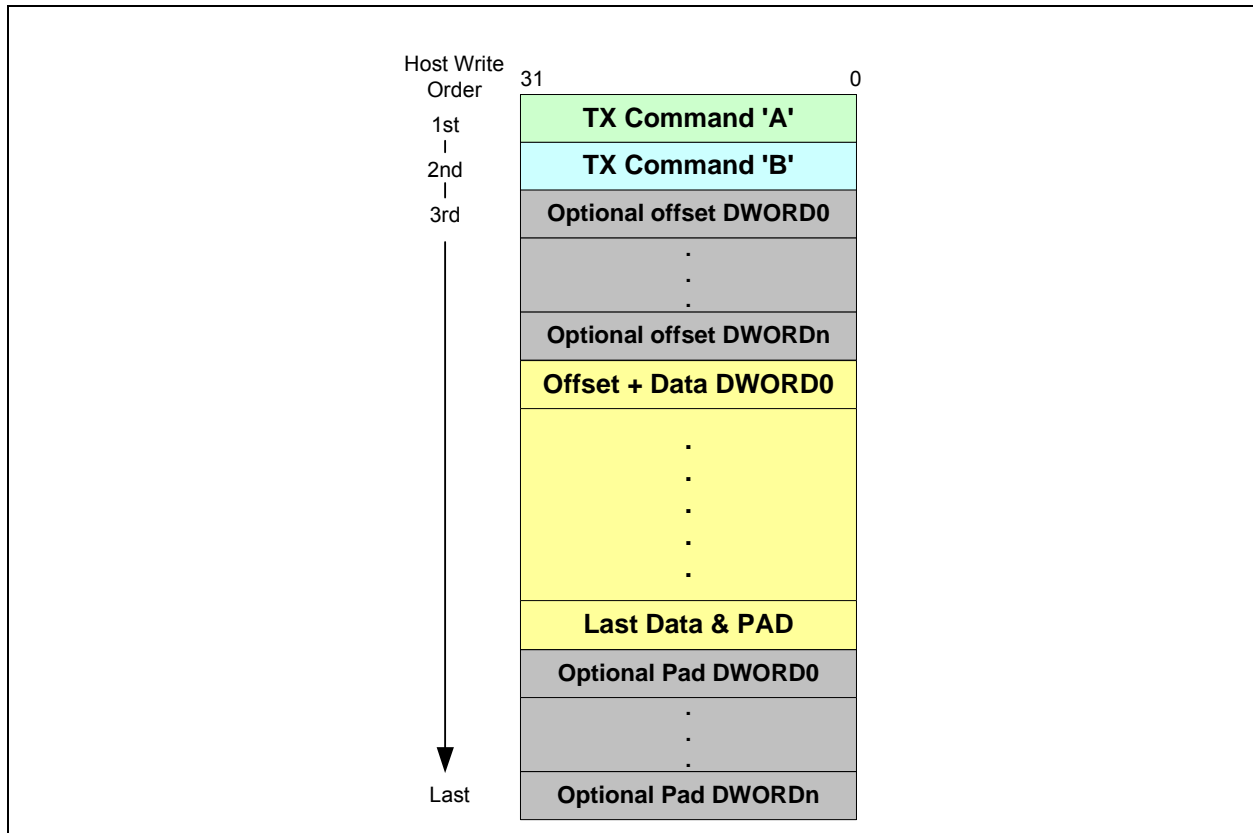 Host Write
Order
31
0
1st
TX Command 'A'
2nd
TX Command 'B'
3rd
Optional offset DWORD0
.
.
.
Optional offset DWORDn
Offset + Data DWORD0
.
.
.
.
.
Last Data & PAD
Optional Pad DWORD0
.
.
.
Last
Optional Pad DWORDn